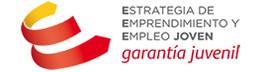 ESTRATEGIA DE
EMPRENDIMIENTO Y
EMPLEO JOVEN
garantía juvenil